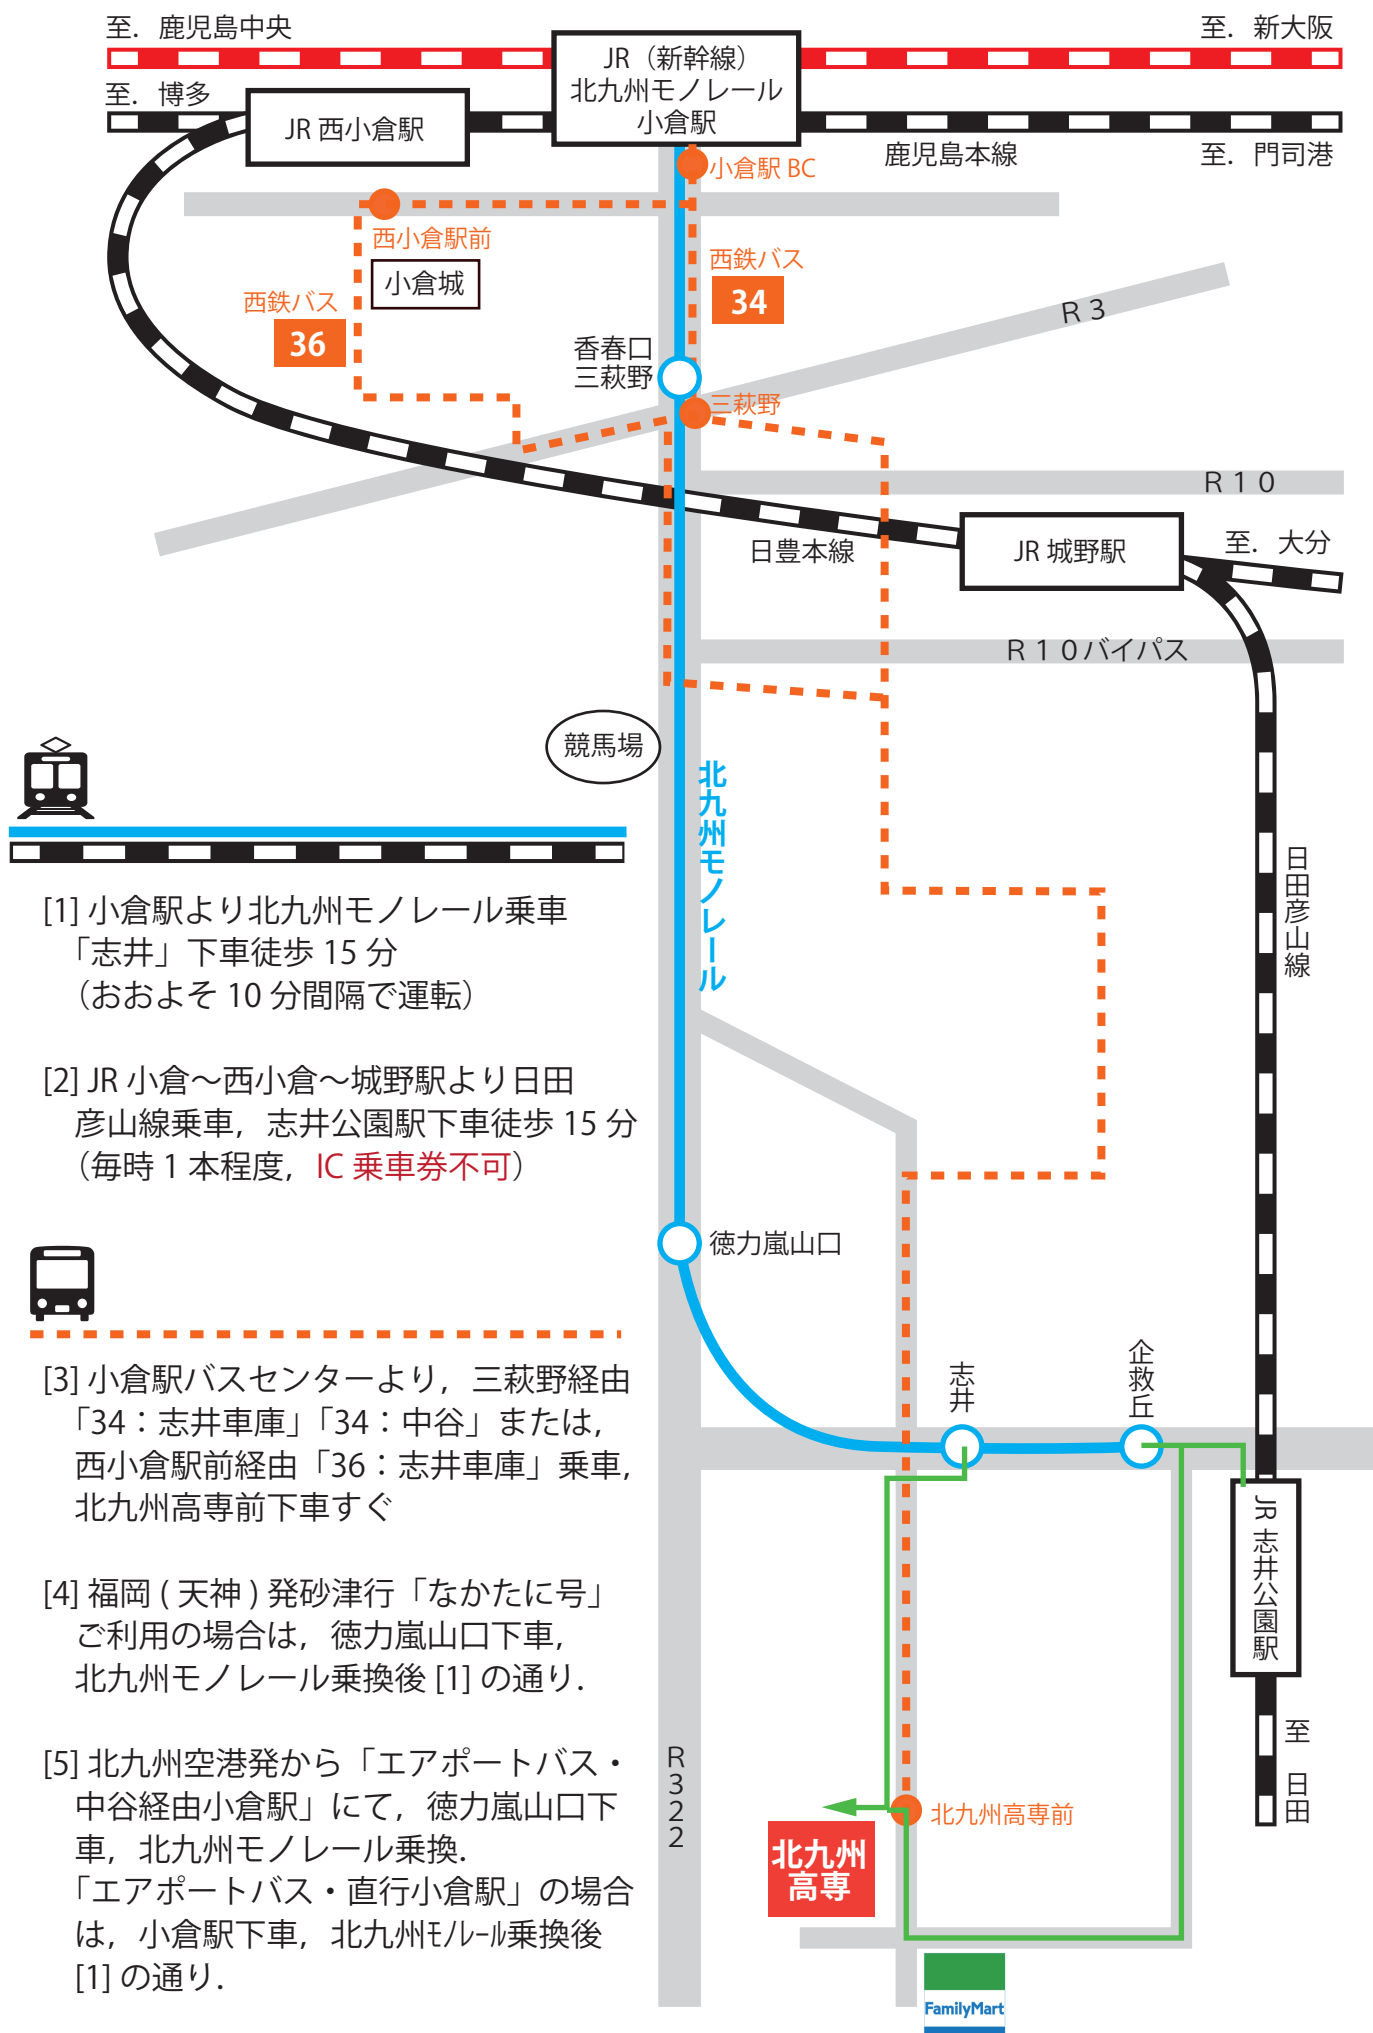 至．鹿児島中央
至．新大阪
JR（新幹線）
北九州モノレール
小倉駅
至．博多
JR 西小倉駅
鹿児島本線
至．門司港
小倉駅 BC
西小倉駅前
小倉城
西鉄バス
34
西鉄バス
36
R 3
香春口
三萩野
三萩野
R 1 0
日豊本線
JR 城野駅
至．大分
R 1 0バイパス
競馬場
北九州モノレール
日田彦山線
[1] 小倉駅より北九州モノレール乗車
「志井」下車徒歩 15 分
（おおよそ 10 分間隔で運転）
[2] JR 小倉～西小倉～城野駅より日田
彦山線乗車，志井公園駅下車徒歩 15 分
（毎時 1 本程度，IC 乗車券不可）
徳力嵐山口
志井
企救丘
[3] 小倉駅バスセンターより，三萩野経由
「34：志井車庫」「34：中谷」または，
西小倉駅前経由「36：志井車庫」乗車，
北九州高専前下車すぐ
JR 志井公園駅
[4] 福岡 ( 天神 ) 発砂津行「なかたに号」
ご利用の場合は，徳力嵐山口下車，
北九州モノレール乗換後 [1] の通り．
至 日田
R322
[5] 北九州空港発から「エアポートバス・
中谷経由小倉駅」にて，徳力嵐山口下
車，北九州モノレール乗換．
「エアポートバス・直行小倉駅」の場合
は，小倉駅下車，北九州ﾓﾉﾚｰﾙ乗換後
[1] の通り．
北九州高専前
北九州
高専
FamilyMart